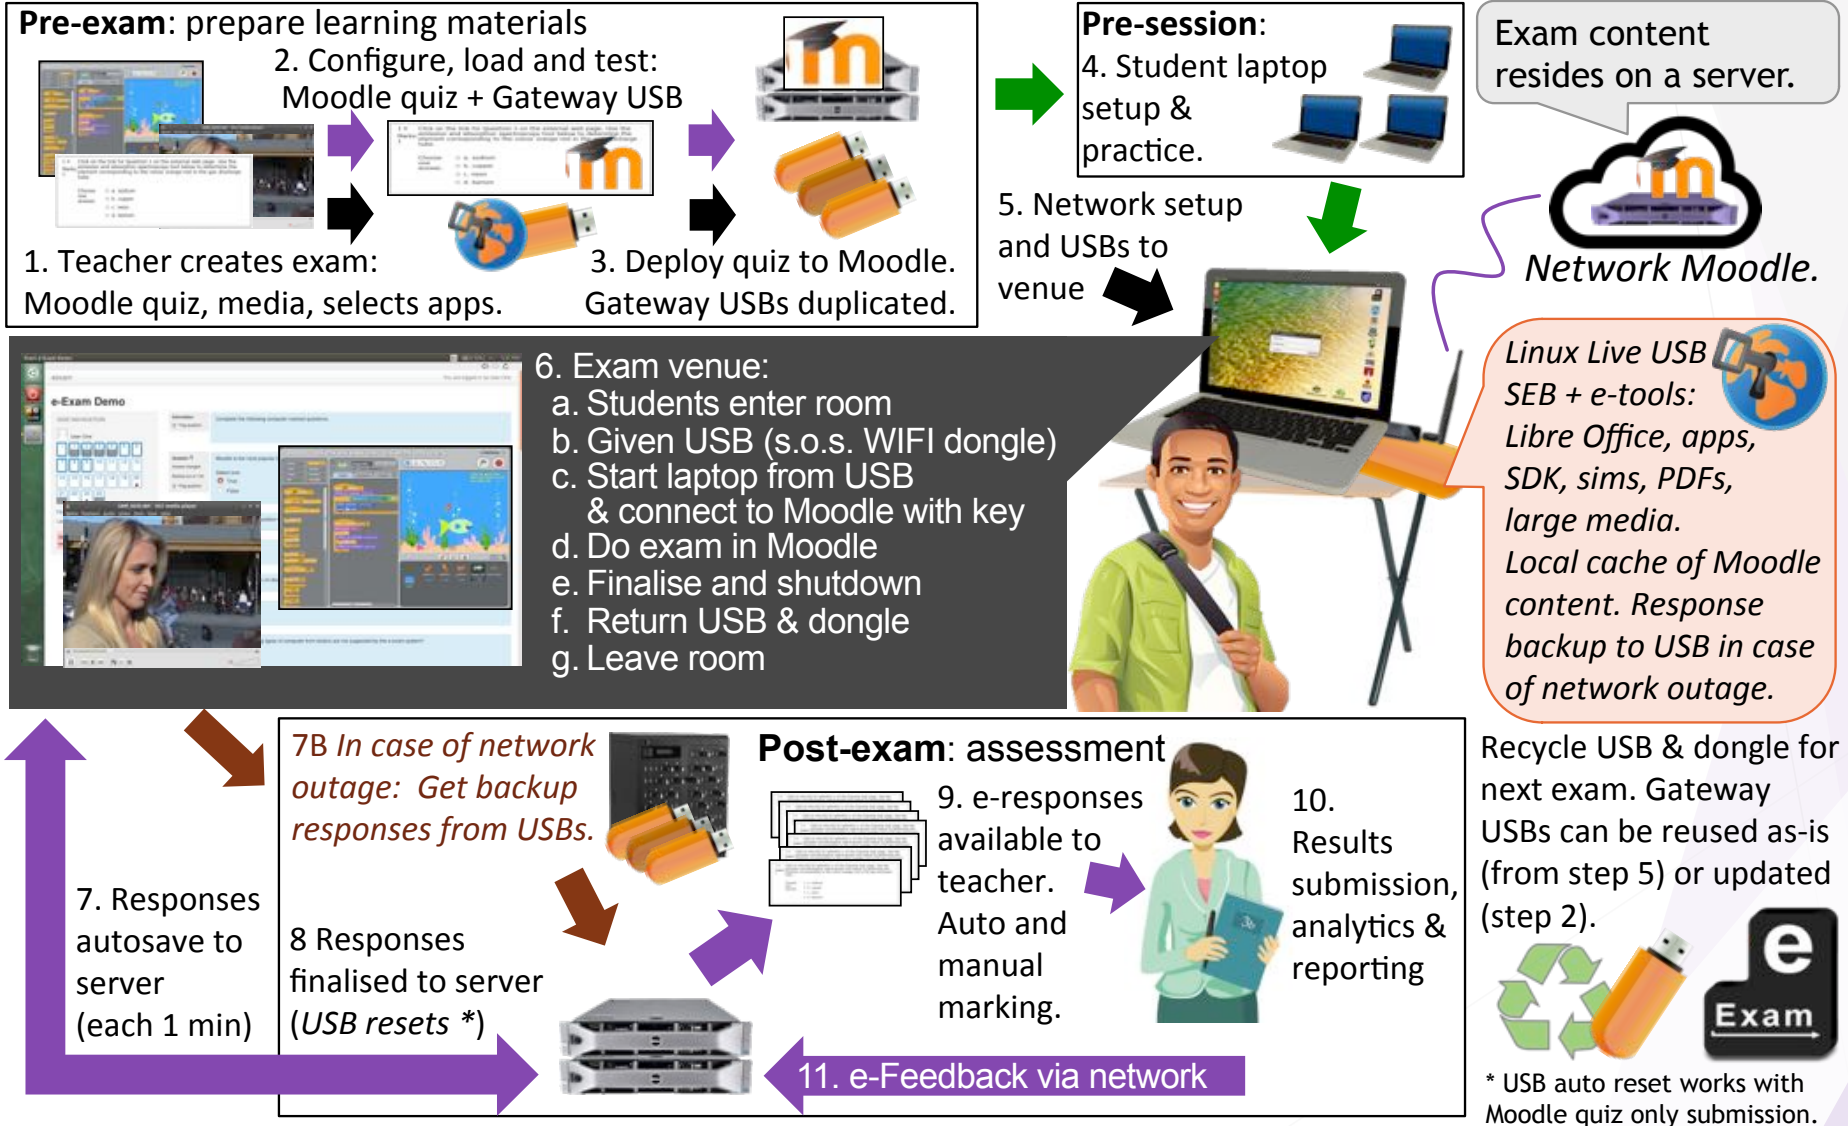 Pre-exam: prepare learning materials
2. Configure, load and test:
Moodle quiz + Gateway USB
1. Teacher creates exam:
Moodle quiz, media, selects apps.
3. Deploy quiz to Moodle.
Gateway USBs duplicated.
Pre-session:
4. Student laptop
setup &
practice.
5. Network setup
and USBs to
venue
Exam content
resides on a server.
Network Moodle.
Linux Live USB
SEB + e-tools:
Libre Office, apps,
SDK, sims, PDFs,
large media.
Local cache of Moodle
content. Response
backup to USB in case
of network outage.
e-Exam Demo
6. Exam venue:
a. Students enter room
b. Given USB (s.o.s. WIFI dongle)
c. Start laptop from USB
& connect to Moodle with key
d. Do exam in Moodle
e. Finalise and shutdown
f. Return USB & dongle
g. Leave room
7. Responses
autosave to
server
(each 1 min)
7B In case of network
outage: Get backup
responses from USBs.
8 Responses
finalised to server
(USB resets *)
Post-exam: assessment
9. e-responses
available to
teacher.
Auto and
manual
marking.
10.
Results
submission,
analytics &
reporting
11. e-Feedback via network
Recycle USB & dongle for
next exam. Gateway
USBs can be reused as-is
(from step 5) or updated
(step 2).
e
Exam
* USB auto reset works with
Moodle quiz only submission.